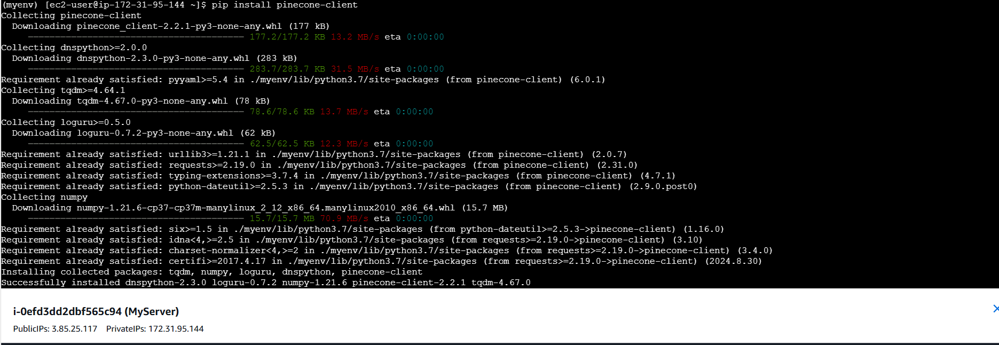 (myenv) [ec2-user@ip-172-31-95-144 ~]$ pip install pinecone-client
Collecting pinecone-client
  Downloading pinecone_client-2.2.1-py3-none-any.whl (177 kB)
     ━━━━━━━━━━━━━━━━━━━━━━━━━━━━━━━━━━━━━━━━ 177.2/177.2 KB 13.2 MB/s eta 0:00:00
Collecting dnspython>=2.0.0
  Downloading dnspython-2.3.0-py3-none-any.whl (283 kB)
     ━━━━━━━━━━━━━━━━━━━━━━━━━━━━━━━━━━━━━━━━ 283.7/283.7 KB 31.5 MB/s eta 0:00:00
Requirement already satisfied: pyyaml>=5.4 in ./myenv/lib/python3.7/site-packages (from pinecone-client) (6.0.1)
Collecting tqdm>=4.64.1
  Downloading tqdm-4.67.0-py3-none-any.whl (78 kB)
     ━━━━━━━━━━━━━━━━━━━━━━━━━━━━━━━━━━━━━━━━ 78.6/78.6 KB 13.7 MB/s eta 0:00:00
Collecting loguru>=0.5.0
  Downloading loguru-0.7.2-py3-none-any.whl (62 kB)
     ━━━━━━━━━━━━━━━━━━━━━━━━━━━━━━━━━━━━━━━━ 62.5/62.5 KB 12.3 MB/s eta 0:00:00
Requirement already satisfied: urllib3>=1.21.1 in ./myenv/lib/python3.7/site-packages (from pinecone-client) (2.0.7)
Requirement already satisfied: requests>=2.19.0 in ./myenv/lib/python3.7/site-packages (from pinecone-client) (2.31.0)
Requirement already satisfied: typing-extensions>=3.7.4 in ./myenv/lib/python3.7/site-packages (from pinecone-client) (4.7.1)
Requirement already satisfied: python-dateutil>=2.5.3 in ./myenv/lib/python3.7/site-packages (from pinecone-client) (2.9.0.post0)
Collecting numpy
  Downloading numpy-1.21.6-cp37-cp37m-manylinux_2_12_x86_64.manylinux2010_x86_64.whl (15.7 MB)
     ━━━━━━━━━━━━━━━━━━━━━━━━━━━━━━━━━━━━━━━━ 15.7/15.7 MB 70.9 MB/s eta 0:00:00
Requirement already satisfied: six>=1.5 in ./myenv/lib/python3.7/site-packages (from python-dateutil>=2.5.3->pinecone-client) (1.16.0)
Requirement already satisfied: idna<4,>=2.5 in ./myenv/lib/python3.7/site-packages (from requests>=2.19.0->pinecone-client) (3.10)
Requirement already satisfied: charset-normalizer<4,>=2 in ./myenv/lib/python3.7/site-packages (from requests>=2.19.0->pinecone-client) (3.4.0)
Requirement already satisfied: certifi>=2017.4.17 in ./myenv/lib/python3.7/site-packages (from requests>=2.19.0->pinecone-client) (2024.8.30)
Installing collected packages: tqdm, numpy, loguru, dnspython, pinecone-client
Successfully installed dnspython-2.3.0 loguru-0.7.2 numpy-1.21.6 pinecone-client-2.2.1 tqdm-4.67.0
i-0efd3dd2dbf565c94 (MyServer)
PublicIPs: 3.85.25.117 PrivateIPs: 172.31.95.144